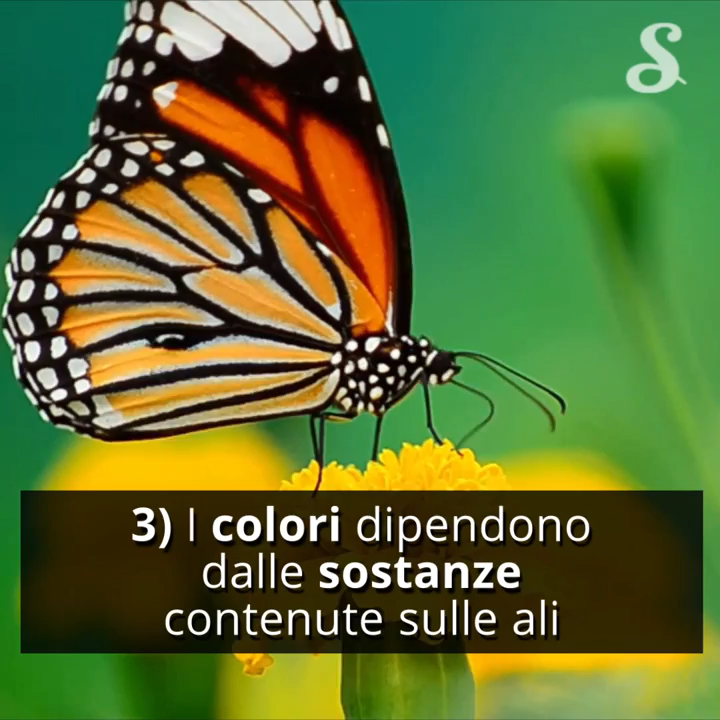 S
3) I colori dipendono
dalle sostanze
contenute sulle ali